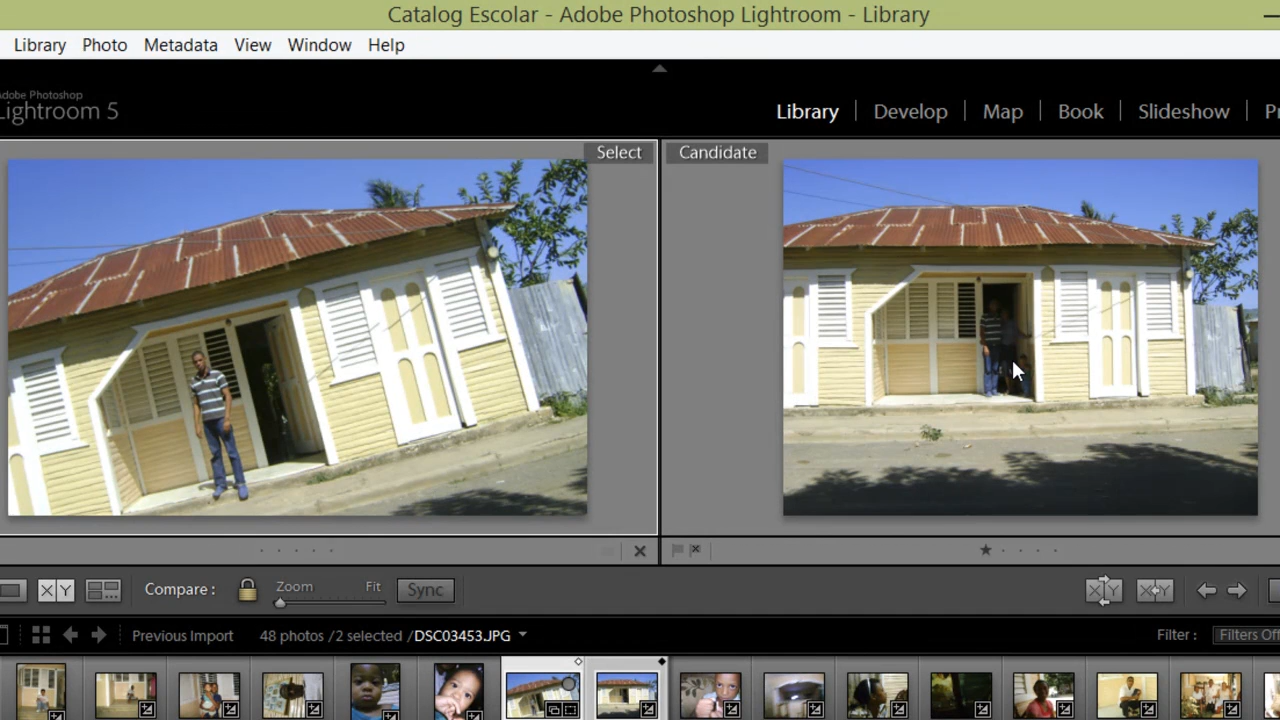 Catalog Escolar - Adobe Photoshop Lightroom - Library
Library Photo Metadata View Window Help
Adobe Photoshop
Lightroom 5
Library | Develop | Map | Book | Slideshow |
Select
Candidate
Compare : Zoom Fit Sync
XY
Previous Import 48 photos /2 selected /DSC03453.JPG
Filter : Filters Off